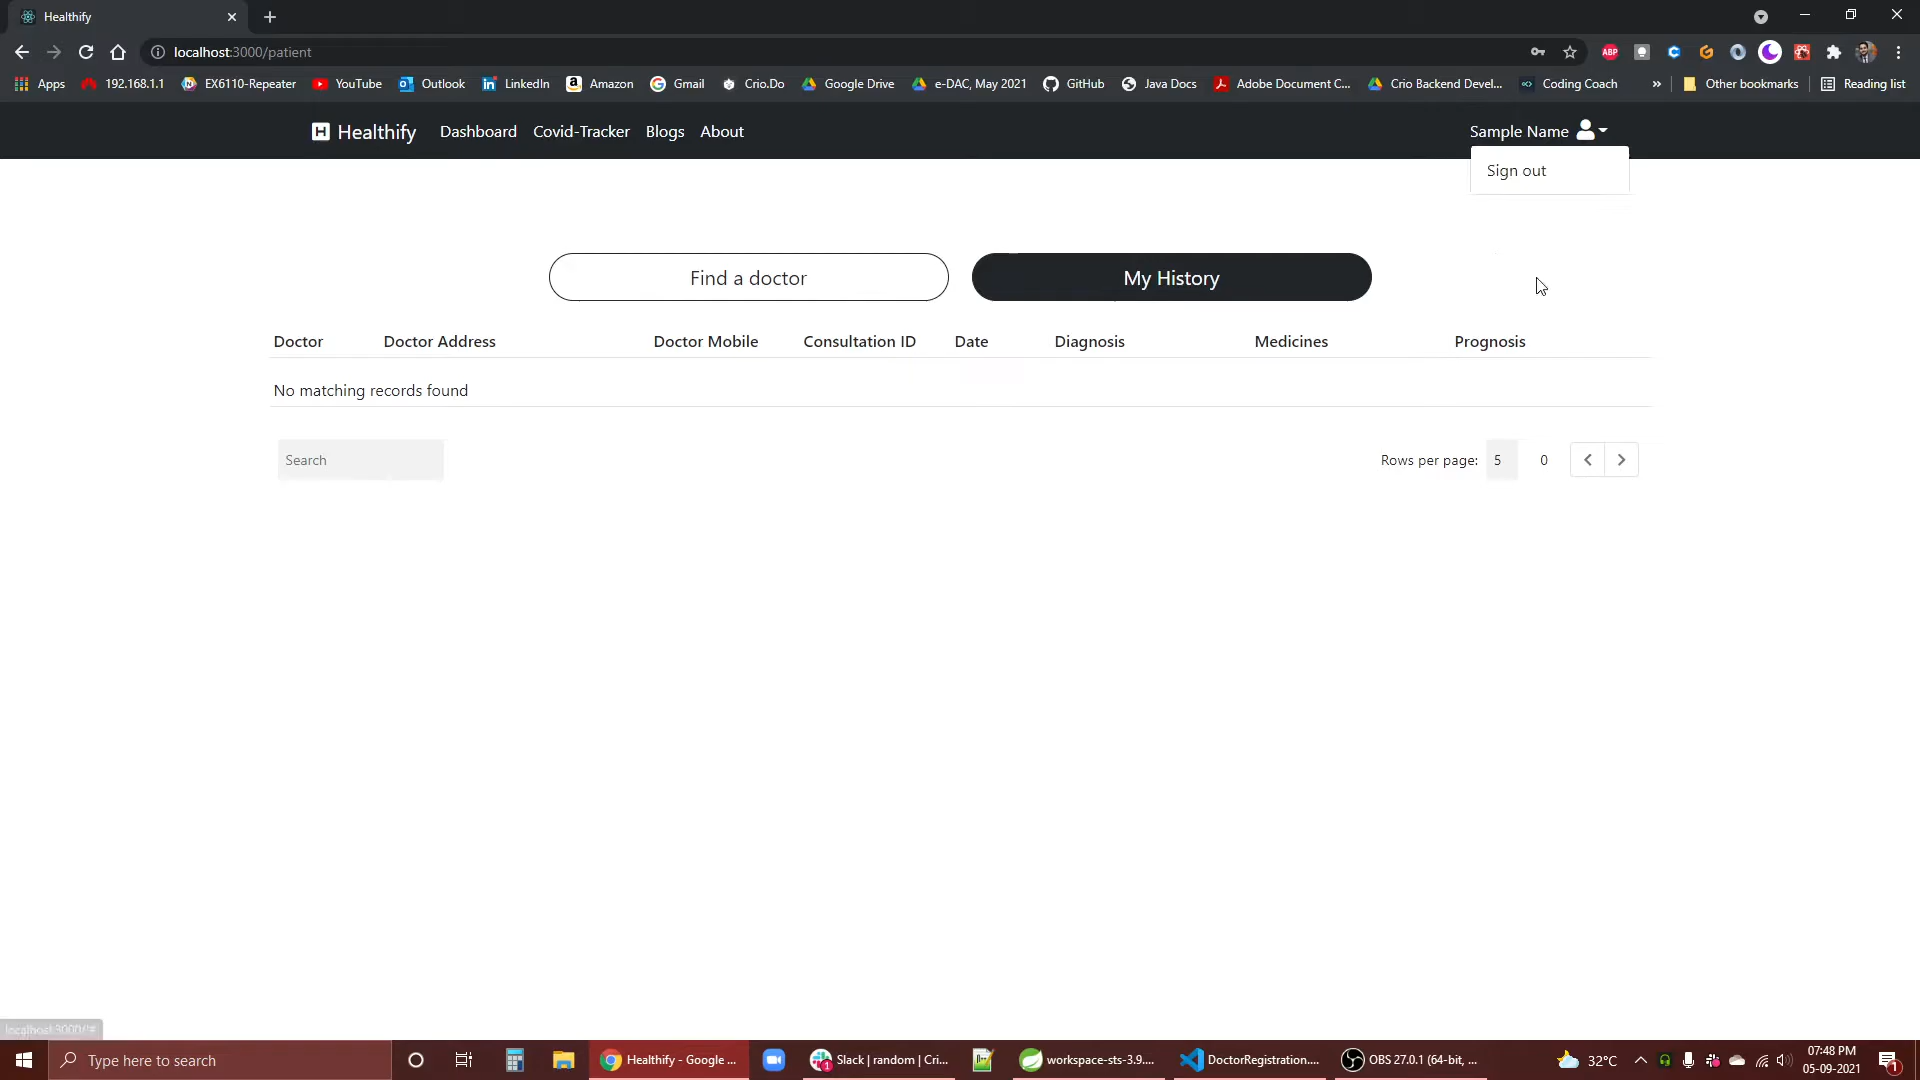 Healthify
localhost:3000/patient
ABP
Apps 192.168.1.1 EX6110-Repeater YouTube Outlook LinkedIn Amazon Gmail Crio.Do Google Drive e-DAC, May 2021 GitHub Java Docs Adobe Document C... Crio Backend Devel... Coding Coach » Other bookmarks Reading list
H Healthify Dashboard Covid-Tracker Blogs About Sample Name
Sign out
Find a doctor My History
Doctor Doctor Address Doctor Mobile Consultation ID Date Diagnosis Medicines Prognosis
No matching records found
Search Rows per page: 5 0
localhost:3000/#
Type here to search Healthify - Google ... Slack | random | Cri... workspace-sts-3.9.... DoctorRegistration.... OBS 27.0.1 (64-bit, ... 32°C 07:48 PM
05-09-2021